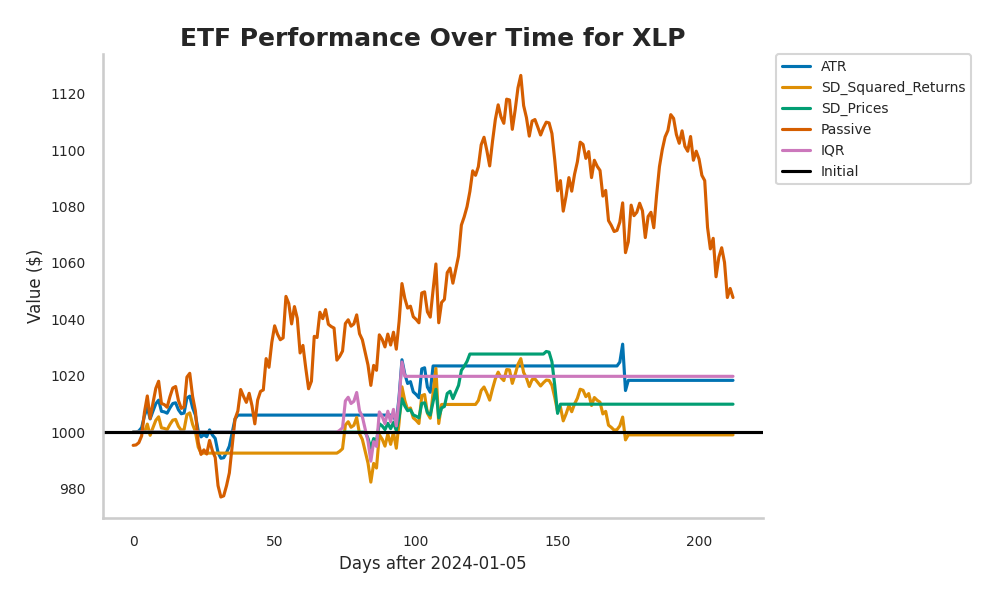 ETF Performance Over Time for XLP
ATR
SD_Squared_Returns
SD_Prices
Passive
IQR
Initial
Value ($)
1120
1100
1080
1060
1040
1020
1000
980
0 50 100 150 200
Days after 2024-01-05